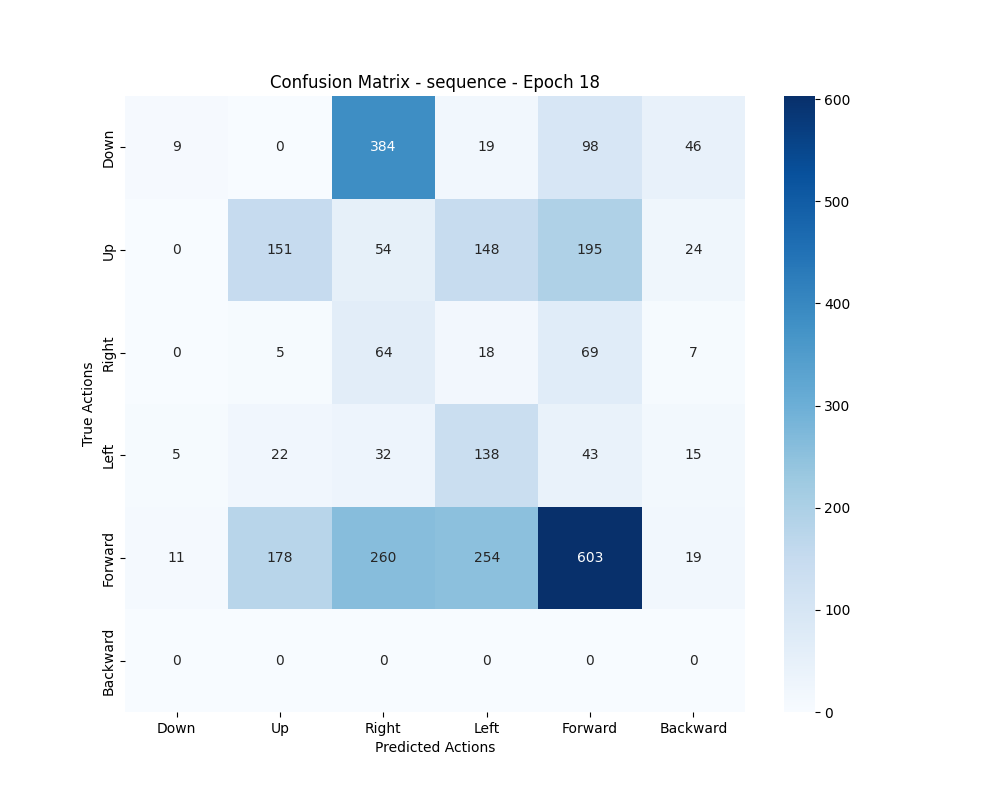 Confusion Matrix - sequence - Epoch 18
True Actions
Down 9 0 384 19 98 46
Up 0 151 54 148 195 24
Right 0 5 64 18 69 7
Left 5 22 32 138 43 15
Forward 11 178 260 254 603 19
Backward 0 0 0 0 0 0
Down Up Right Left Forward Backward
Predicted Actions
600
500
400
300
200
100
0